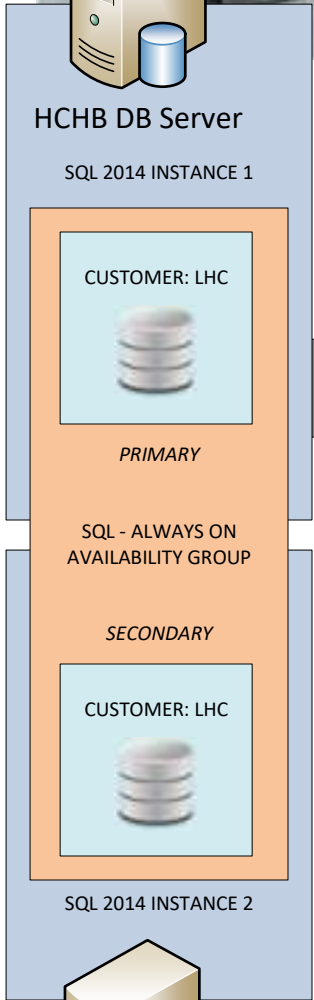 HCHB DB Server
SQL 2014 INSTANCE 1
CUSTOMER: LHC
PRIMARY
SQL - ALWAYS ON
AVAILABILITY GROUP
SECONDARY
CUSTOMER: LHC
SQL 2014 INSTANCE 2